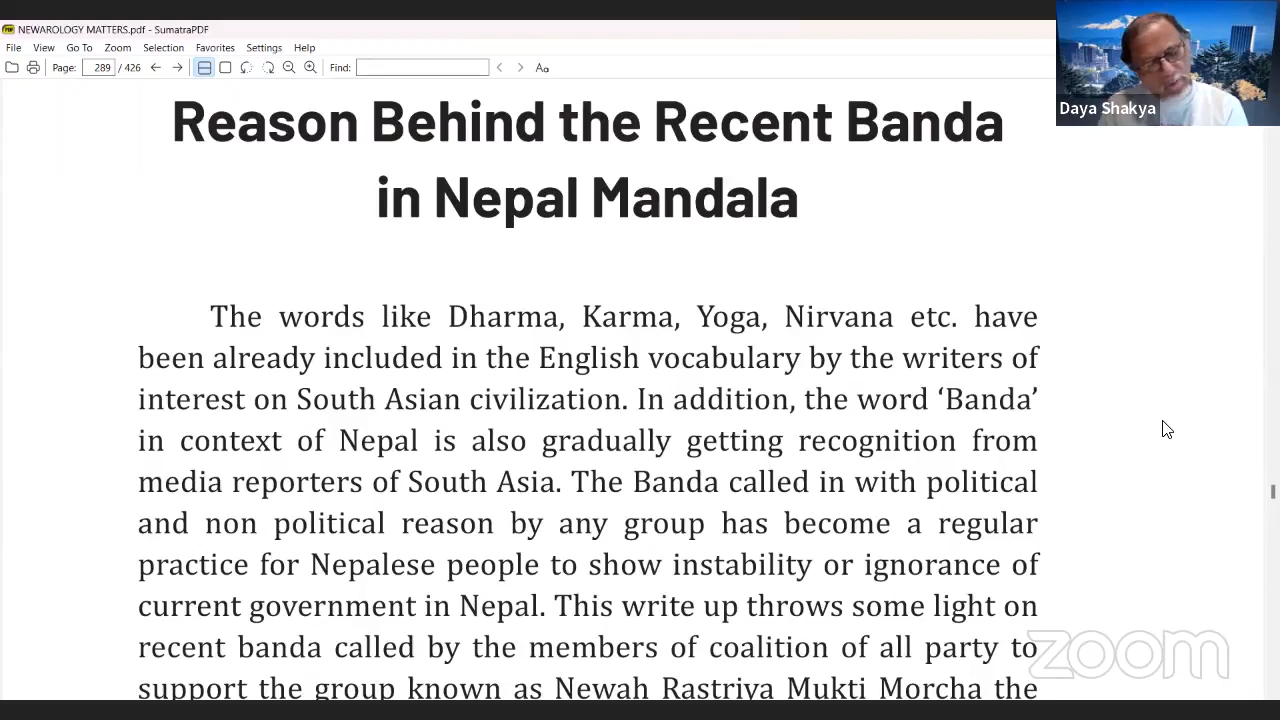 NEWAROLOGY MATTERS.pdf - SumatraPDF
File View Go To Zoom Selection Favorites Settings Help
Page: 289 / 426 Find: Aa
Daya Shakya
Reason Behind the Recent Banda
in Nepal Mandala
The words like Dharma, Karma, Yoga, Nirvana etc. have
been already included in the English vocabulary by the writers of
interest on South Asian civilization. In addition, the word ‘Banda’
in context of Nepal is also gradually getting recognition from
media reporters of South Asia. The Banda called in with political
and non political reason by any group has become a regular
practice for Nepalese people to show instability or ignorance of
current government in Nepal. This write up throws some light on
recent banda called by the members of coalition of all party to
support the group known as Newah Rastriya Mukti Morcha the
zoom